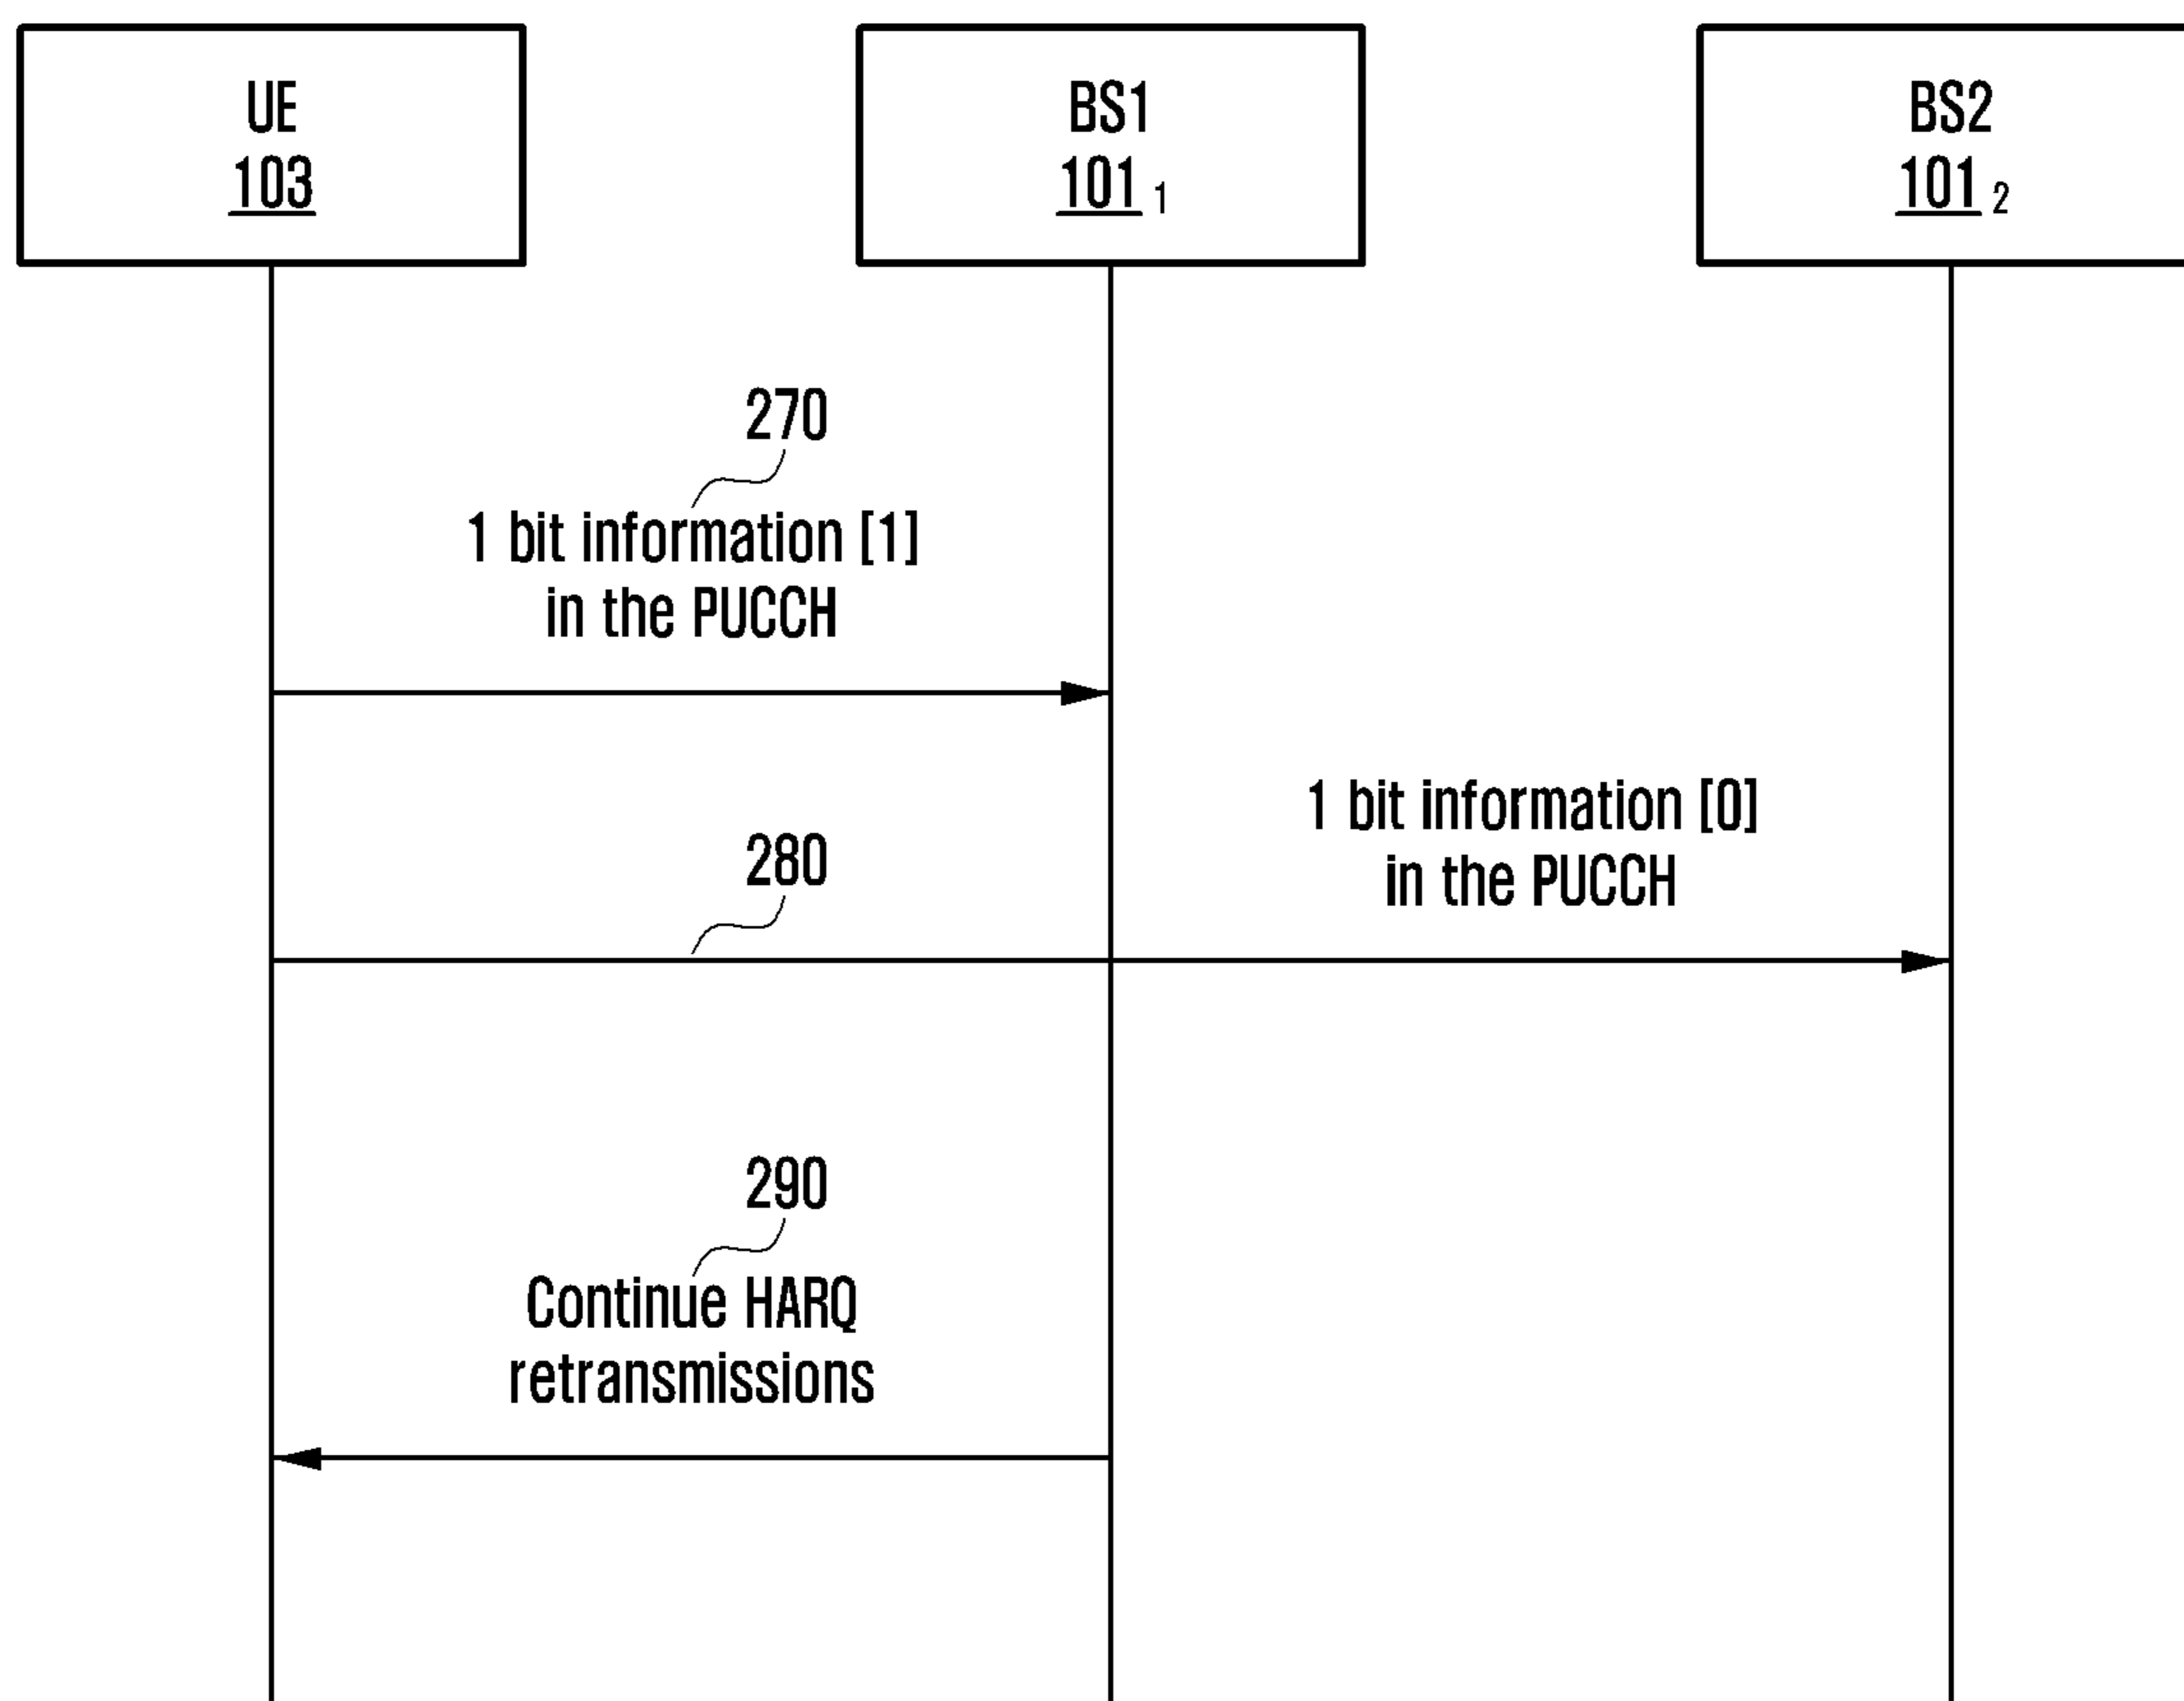 UE
103
BS1
101 1
BS2
101 2
270
1 bit information [1]
in the PUCCH
1 bit information [0]
in the PUCCH
280
290
Continue HARQ
retransmissions